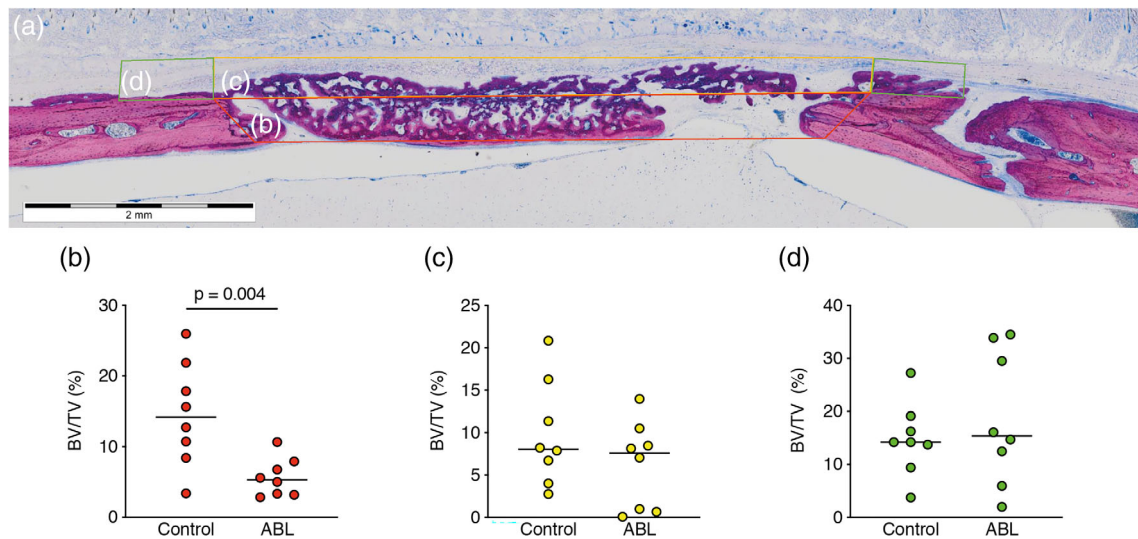 (a)
(d)
(c)
(b)
2 mm
(b)
(c)
(d)
p = 0.004
30
20
10
0
BV/TV (%)
Control
ABL
25
20
15
10
5
0
BV/TV (%)
Control
ABL
40
30
20
10
0
BV/TV (%)
Control
ABL